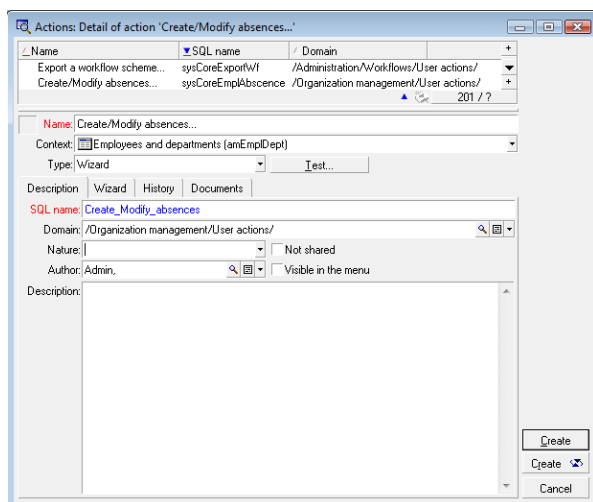 Actions: Detail of action 'Create/Modify absences...'
Name SQL name Domain
Export a workflow scheme... sysCoreExportWf /Administration/Workflows/User actions/
Create/Modify absences... sysCoreEmplAbscence /Organization management/User actions/
201 / ?
Name: Create/Modify absences...
Context: Employees and departments (amEmplDept)
Type: Wizard Test...
Description Wizard History Documents
SQL name: Create_Modify_absences
Domain: /Organization management/User actions/
Nature: Not shared
Author: Admin, Visible in the menu
Description:
Create
Create
Cancel